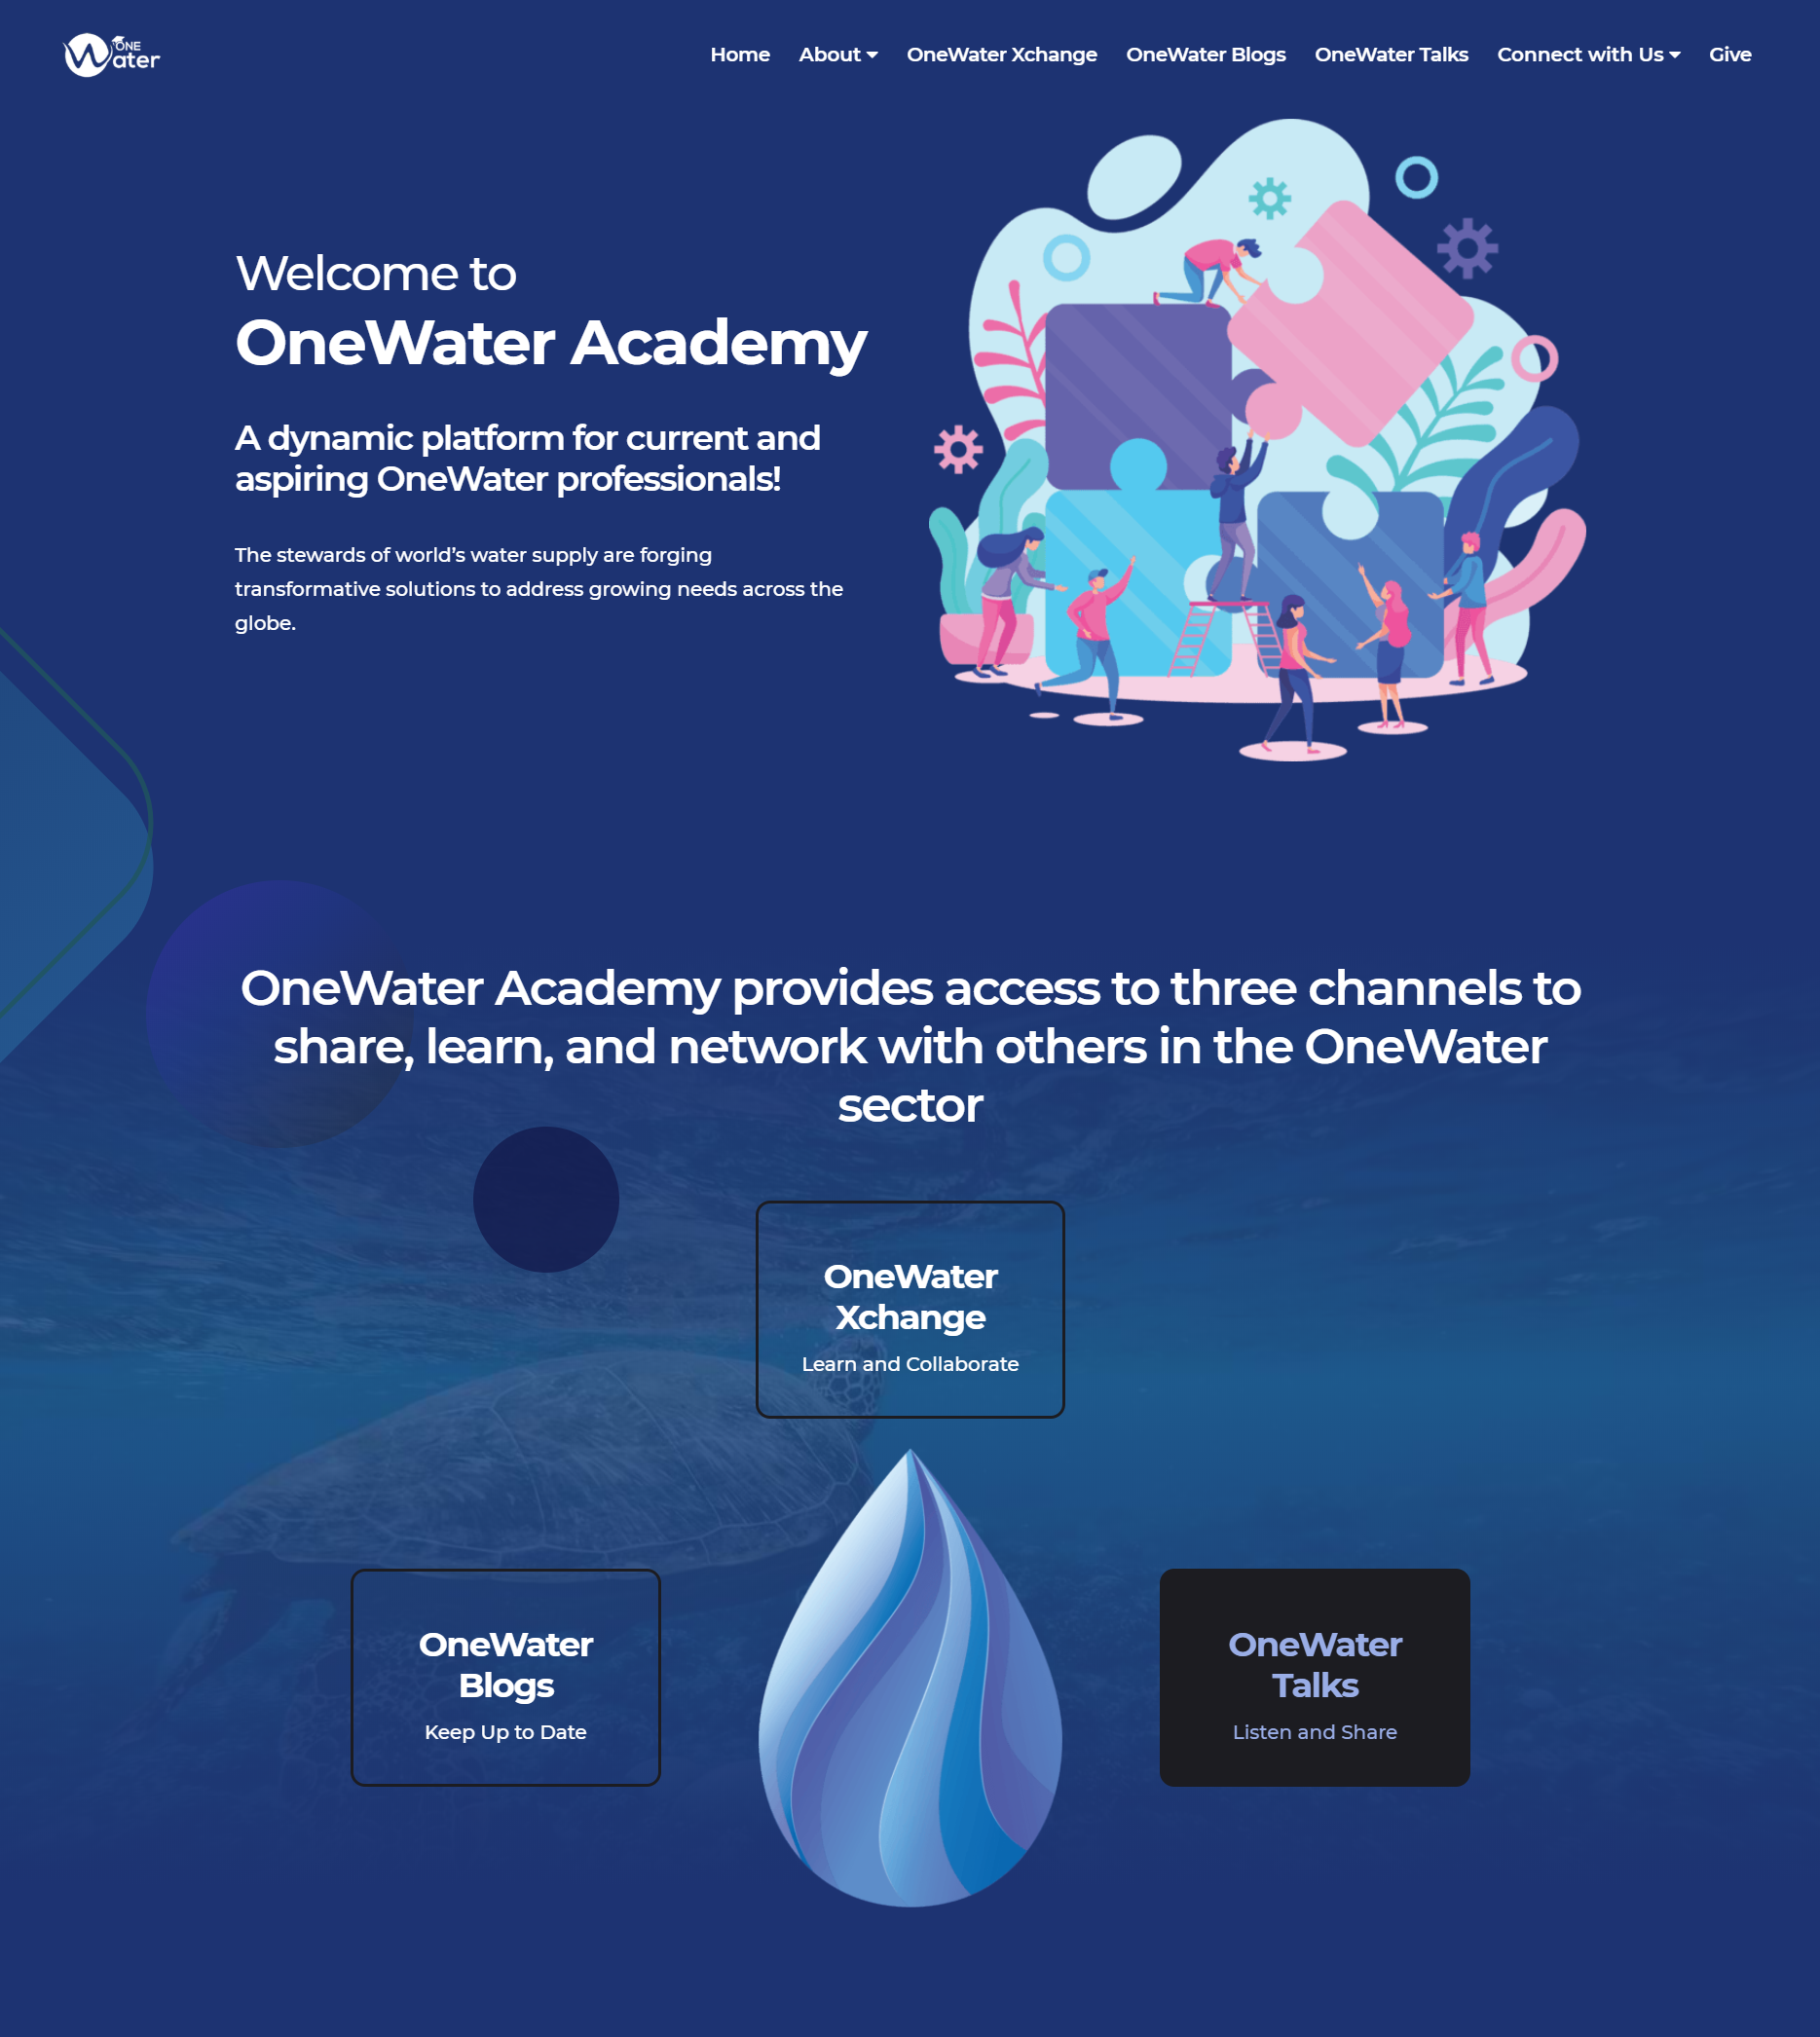 ONE
Water
Home About OneWater Xchange OneWater Blogs OneWater Talks Connect with Us Give
Welcome to
OneWater Academy
A dynamic platform for current and
aspiring OneWater professionals!
The stewards of world’s water supply are forging
transformative solutions to address growing needs across the
globe.
OneWater Academy provides access to three channels to
share, learn, and network with others in the OneWater
sector
OneWater
Xchange
Learn and Collaborate
OneWater
Blogs
Keep Up to Date
OneWater
Talks
Listen and Share